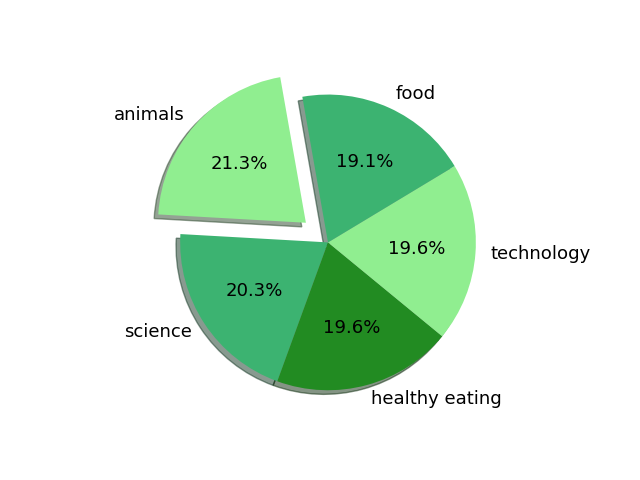 food
animals
19.1%
21.3%
19.6%
technology
20.3%
science
19.6%
healthy eating